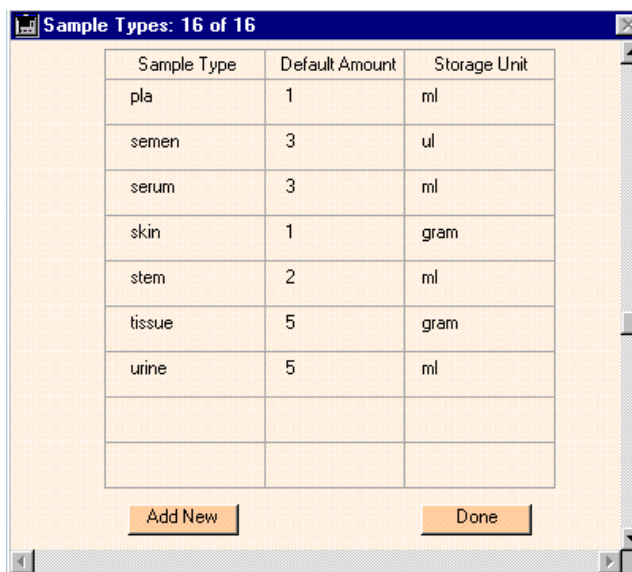 Sample Types: 16 of 16
Sample Type Default Amount Storage Unit
pla 1 ml
semen 3 ul
serum 3 ml
skin 1 gram
stem 2 ml
tissue 5 gram
urine 5 ml
Add New Done